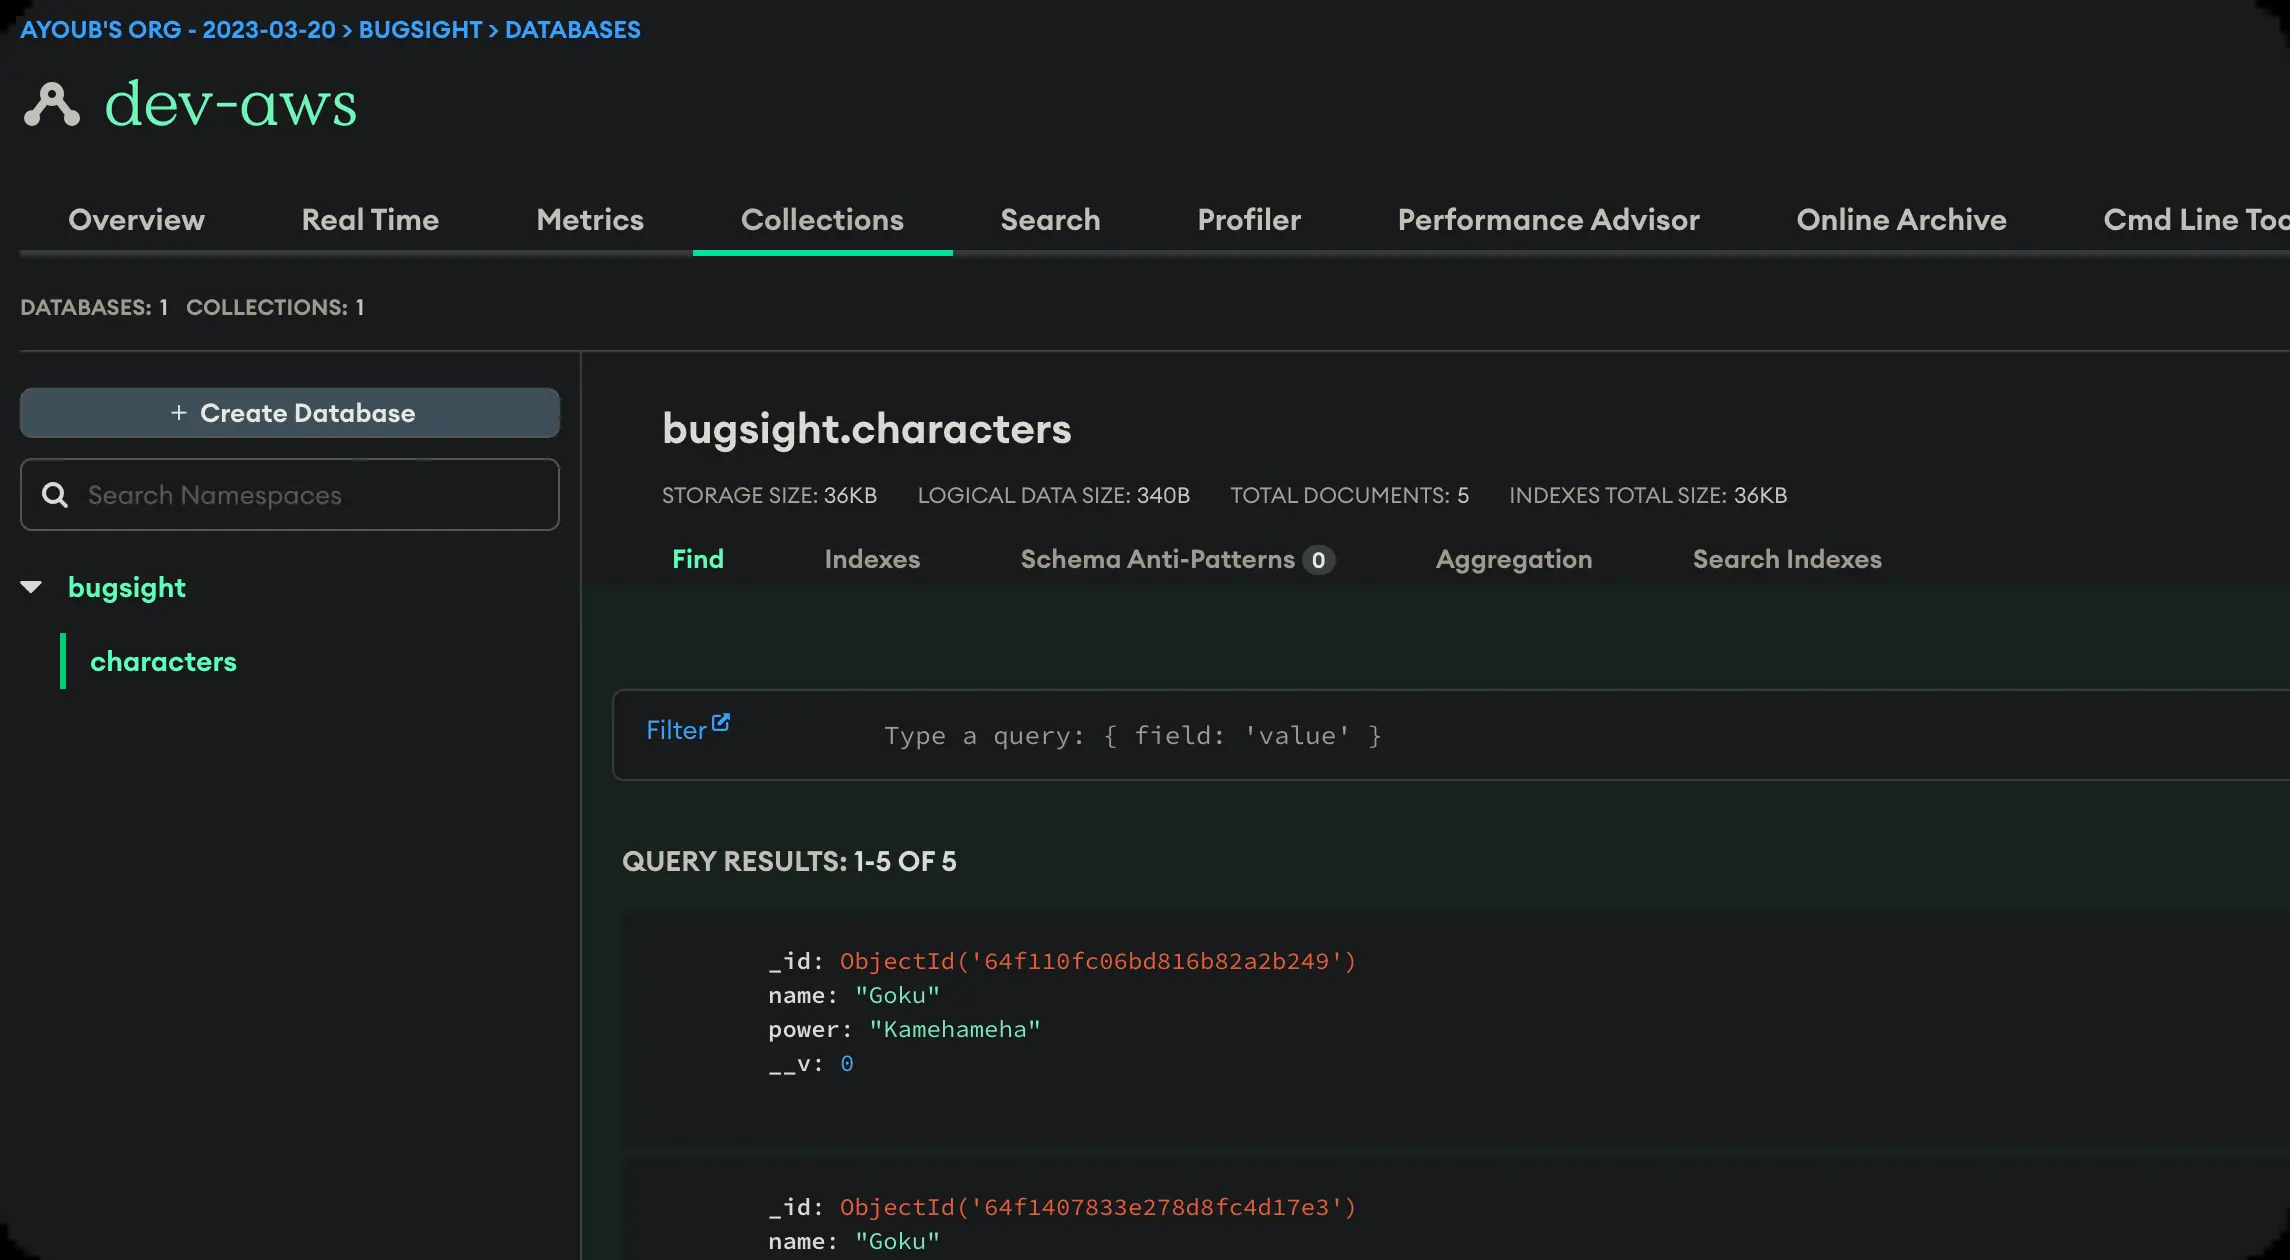 AYOUB'S ORG - 2023-03-20 > BUGSIGHT > DATABASES
dev-aws
Overview Real Time Metrics Collections Search Profiler Performance Advisor Online Archive Cmd Line Too
DATABASES: 1 COLLECTIONS: 1
+ Create Database
Search Namespaces
bugsight
characters
bugsight.characters
STORAGE SIZE: 36KB LOGICAL DATA SIZE: 340B TOTAL DOCUMENTS: 5 INDEXES TOTAL SIZE: 36KB
Find Indexes Schema Anti-Patterns 0 Aggregation Search Indexes
Filter Type a query: { field: 'value' }
QUERY RESULTS: 1-5 OF 5
_id: ObjectId('64f110fc06bd816b82a2b249')
name: "Goku"
power: "Kamehameha"
__v: 0
_id: ObjectId('64f1407833e278d8fc4d17e3')
name: "Goku"